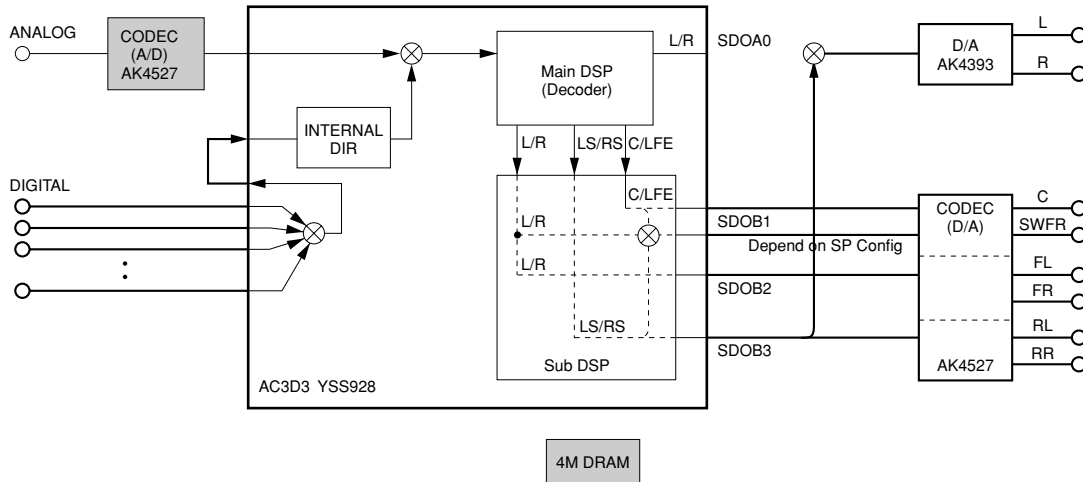 ANALOG
CODEC
(A/D)
AK4527
INTERNAL
DIR
DIGITAL
:
Main DSP
(Decoder)
L/R
SDOA0
L/R
LS/RS
C/LFE
C/LFE
L/R
L/R
LS/RS
Sub DSP
SDOB1
Depend on SP Config
SDOB2
SDOB3
AC3D3 YSS928
D/A
AK4393
L
R
CODEC
(D/A)
AK4527
C
SWFR
FL
FR
RL
RR
4M DRAM